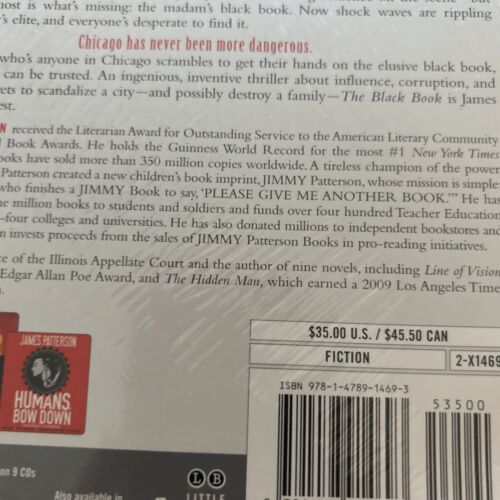 most is what's missing: the madam's black book. Now shock waves are rippling
's elite, and everyone's desperate to find it.
Chicago has never been more dangerous.
who's anyone in Chicago scrambles to get their hands on the elusive black book,
can be trusted. An ingenious, inventive thriller about influence, corruption, and
ets to scandalize a city—and possibly destroy a family—The Black Book is James
est.
N received the Literarian Award for Outstanding Service to the American Literary Community
Book Awards. He holds the Guinness World Record for the most #1 New York Times
ooks have sold more than 350 million copies worldwide. A tireless champion of the power
Patterson created a new children's book imprint, JIMMY Patterson, whose mission is simple
who finishes a JIMMY Book to say, 'PLEASE GIVE ME ANOTHER BOOK.'" He has
ne million books to students and soldiers and funds over four hundred Teacher Education
-four colleges and universities. He has also donated millions to independent bookstores and
n invests proceeds from the sales of JIMMY Patterson Books in pro-reading initiatives.
ce of the Illinois Appellate Court and the author of nine novels, including Line of Vision
Edgar Allan Poe Award, and The Hidden Man, which earned a 2009 Los Angeles Time
$35.00 U.S. / $45.50 CAN
FICTION
2-X1469
ISBN 978-1-4789-1469-3
53500
JAMES PATTERSON
HUMANS,
BOW DOWN
on 9 CDs
Also available in
L B
LITTLE